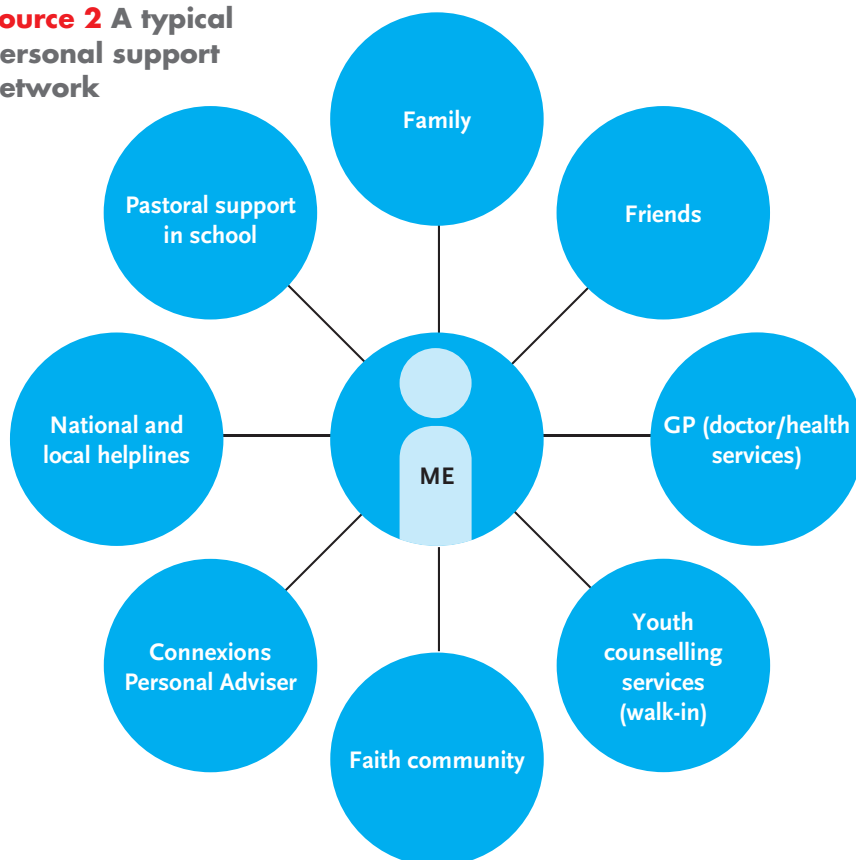 ource 2 A typical
ersonal support
etwork
Family
Friends
GP (doctor/health
services)
Youth
counselling
services
(walk-in)
Faith community
Connexions
Personal Adviser
National and
local helplines
Pastoral support
in school
ME